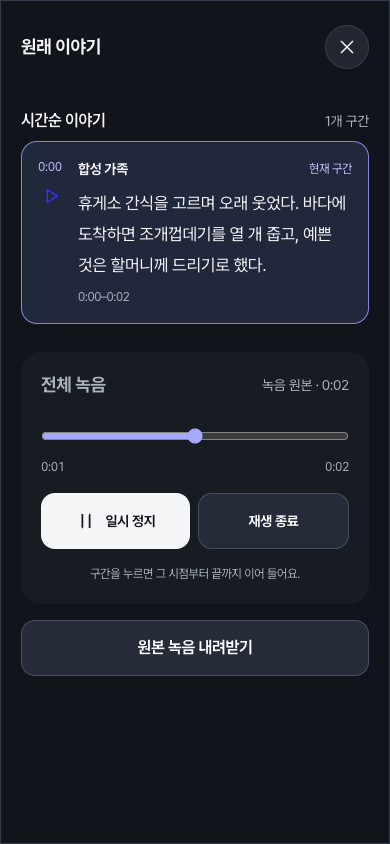 원래 이야기
시간순 이야기
1개 구간
0:00
합성 가족
현재 구간
휴게소 간식을 고르며 오래 웃었다. 바다에
도착하면 조개껍데기를 열 개 줍고, 예쁜
것은 할머니께 드리기로 했다.
0:00–0:02
전체 녹음
녹음 원본 · 0:02
0:01
0:02
일시 정지
재생 종료
구간을 누르면 그 시점부터 끝까지 이어 들어요.
원본 녹음 내려받기